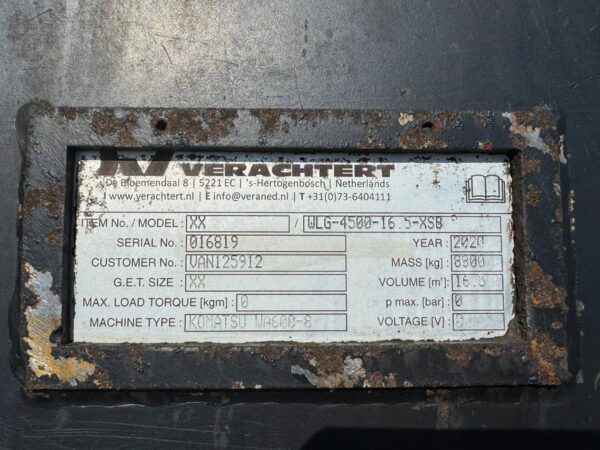 VERACHTERT
De Bloemendaal 8 | 5221 EC | 's-Hertogenbosch | Netherlands
I www.verachtert.nl | E info@veraned.nl | T +31(0)73-6404111
ITEM No. / MODEL : XX / WLG-4500-16.5-XSB
SERIAL No. : 016819 YEAR : 2020
CUSTOMER No. : VAN125912 MASS [kg] : 8800
G.E.T. SIZE : XX VOLUME [m³] : 16.5
MAX. LOAD TORQUE [kgm] : 0 p max. [bar] : 0
MACHINE TYPE : KOMATSU WA600-8 VOLTAGE [V] :